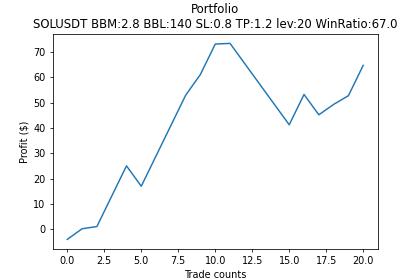 Portfolio
SOLUSDT BBM:2.8 BBL:140 SL:0.8 TP:1.2 lev:20 WinRatio:67.0
70
60
50
40
30
20
10
0
Profit ($)
0.0 2.5 5.0 7.5 10.0 12.5 15.0 17.5 20.0
Trade counts